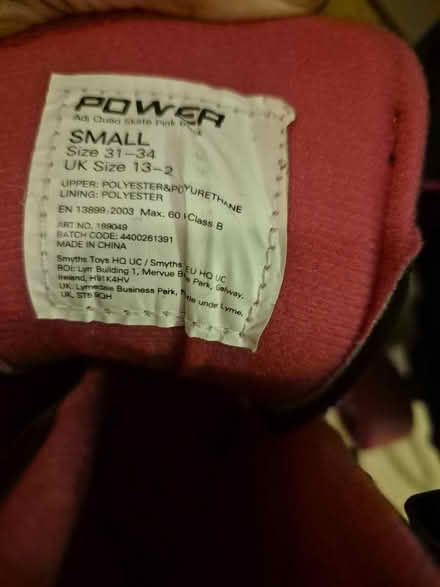 POWER
Adj Quad Skate Pink
SMALL
Size 31-34
UK Size 13-2
UPPER: POLYESTER&POLYURETHANE
LINING: POLYESTER
EN 13899:2003 Max. 60 Class B
ART NO. 189049
BATCH CODE: 4400261391
MADE IN CHINA
Smyths Toys HQ UC / Smyths EU HQ UC
ROI: Lyrr Building 1, Mervue Park, Galway,
Ireland, H91K4HV
UK: Lymedale Business Park, under Lyme,
UK, 9QH